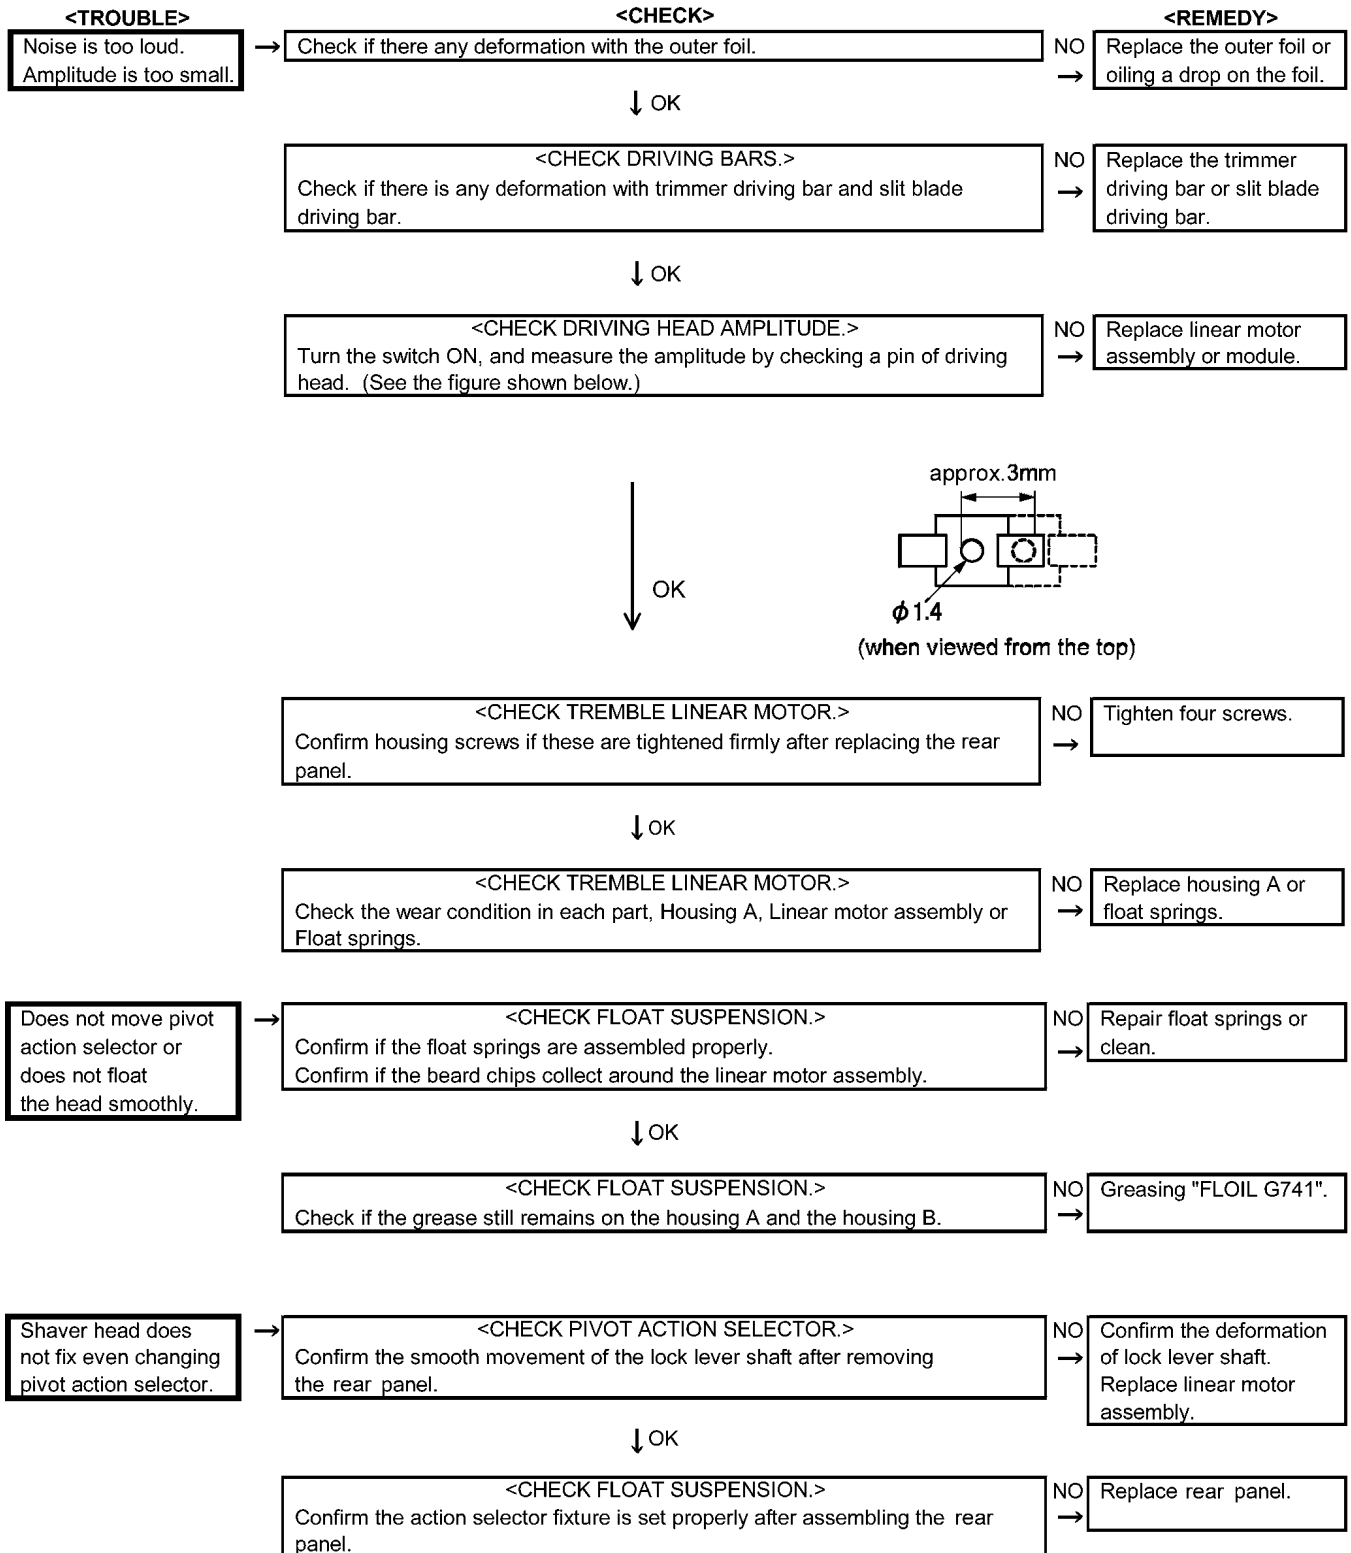 <TROUBLE>
<CHECK>
<REMEDY>
Noise is too loud.
Amplitude is too small.
→
Check if there any deformation with the outer foil.
NO
→
Replace the outer foil or
oiling a drop on the foil.
↓ OK
<CHECK DRIVING BARS.>
Check if there is any deformation with trimmer driving bar and slit blade
driving bar.
NO
→
Replace the trimmer
driving bar or slit blade
driving bar.
↓ OK
<CHECK DRIVING HEAD AMPLITUDE.>
Turn the switch ON, and measure the amplitude by checking a pin of driving
head. (See the figure shown below.)
NO
→
Replace linear motor
assembly or module.
approx.3mm
OK
ϕ1.4
(when viewed from the top)
<CHECK TREMBLE LINEAR MOTOR.>
Confirm housing screws if these are tightened firmly after replacing the rear
panel.
NO
→
Tighten four screws.
↓ OK
<CHECK TREMBLE LINEAR MOTOR.>
Check the wear condition in each part, Housing A, Linear motor assembly or
Float springs.
NO
→
Replace housing A or
float springs.
Does not move pivot
action selector or
does not float
the head smoothly.
→
<CHECK FLOAT SUSPENSION.>
Confirm if the float springs are assembled properly.
Confirm if the beard chips collect around the linear motor assembly.
NO
→
Repair float springs or
clean.
↓ OK
<CHECK FLOAT SUSPENSION.>
Check if the grease still remains on the housing A and the housing B.
NO
→
Greasing "FLOIL G741".
Shaver head does
not fix even changing
pivot action selector.
→
<CHECK PIVOT ACTION SELECTOR.>
Confirm the smooth movement of the lock lever shaft after removing
the rear panel.
NO
→
Confirm the deformation
of lock lever shaft.
Replace linear motor
assembly.
↓ OK
<CHECK FLOAT SUSPENSION.>
Confirm the action selector fixture is set properly after assembling the rear
panel.
NO
→
Replace rear panel.